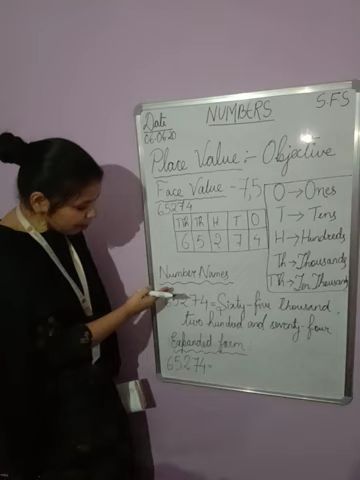 Date
06.06.20
NUMBERS
SFS
Place Value :- Objective
Face Value - 7,5
65274
TTh Th H T O
6 5 2 7 4
O → Ones
T → Tens
H → Hundreds
Th → Thousands
TTh → Ten Thousand
Number Names
65274 = Sixty-five thousand
two hundred and seventy-four.
Expanded form
65274=